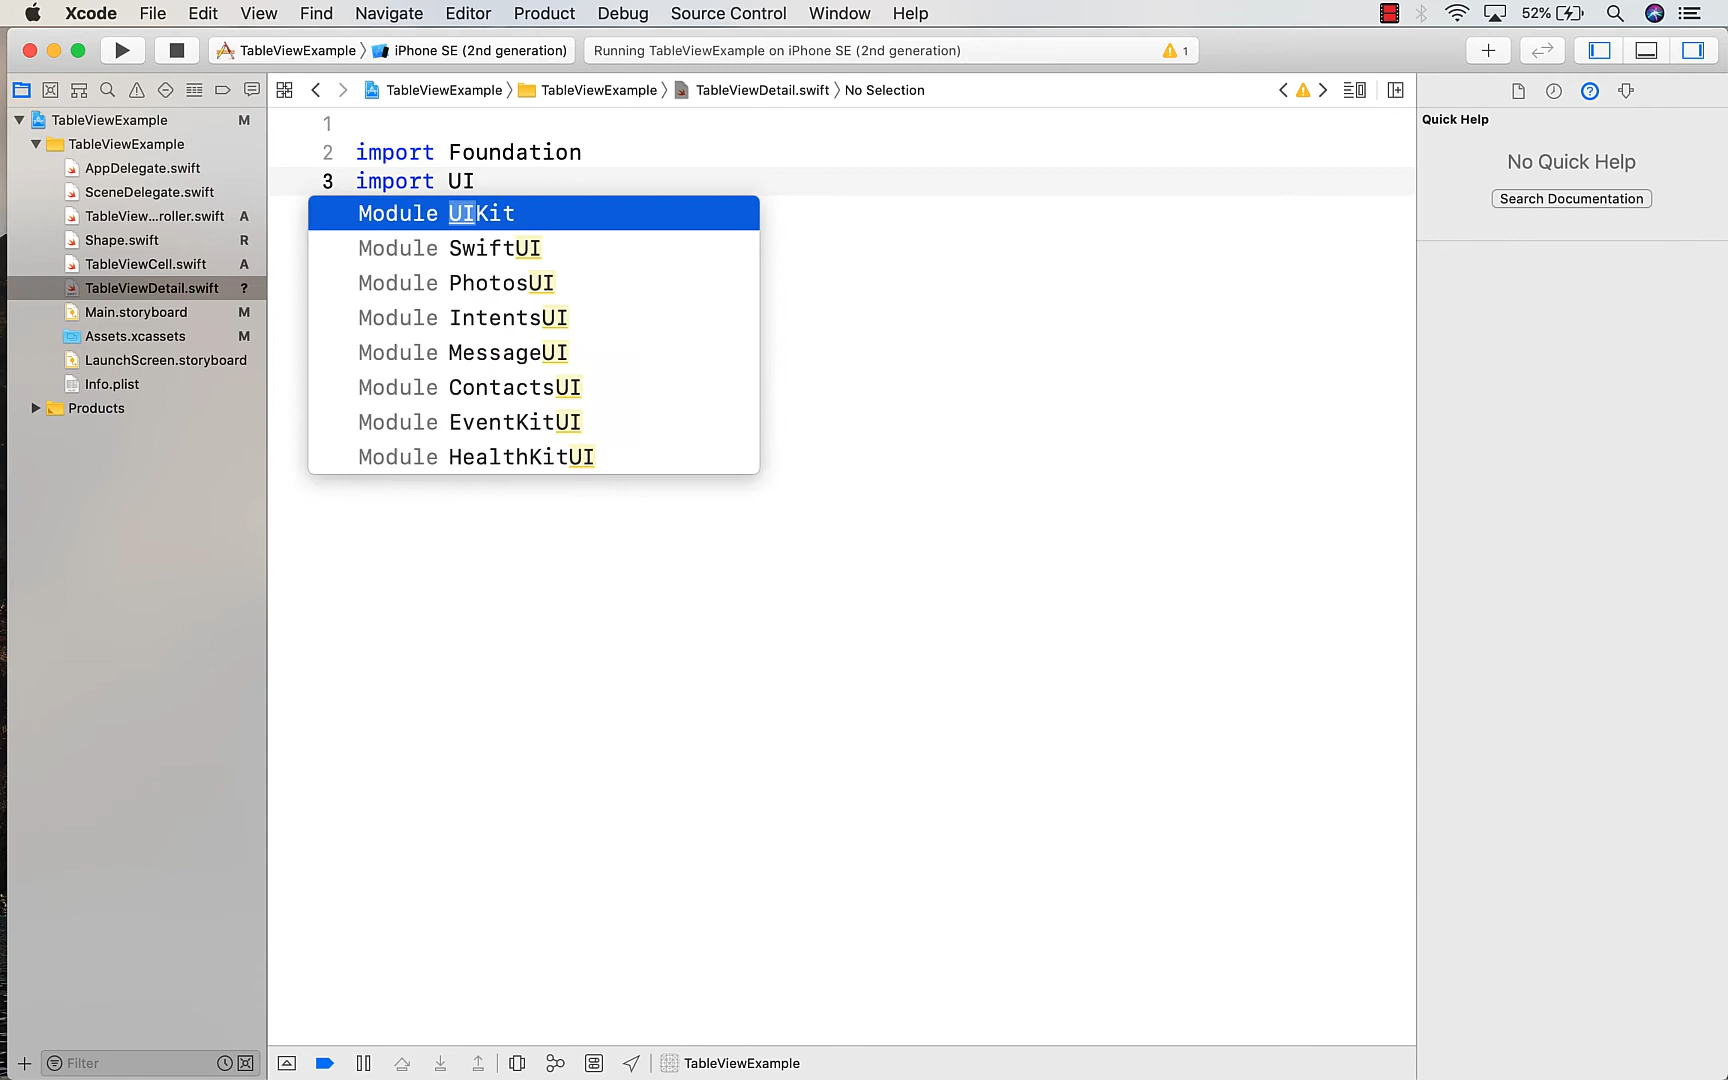 Xcode File Edit View Find Navigate Editor Product Debug Source Control Window Help 52%
TableViewExample iPhone SE (2nd generation) Running TableViewExample on iPhone SE (2nd generation) 1
TableViewExample TableViewExample TableViewDetail.swift No Selection
TableViewExample M
TableViewExample
AppDelegate.swift
SceneDelegate.swift
TableView...roller.swift A
Shape.swift R
TableViewCell.swift A
TableViewDetail.swift ?
Main.storyboard M
Assets.xcassets M
LaunchScreen.storyboard
Info.plist
Products
Filter
1
2 import Foundation
3 import UI
Module UIKit
Module SwiftUI
Module PhotosUI
Module IntentsUI
Module MessageUI
Module ContactsUI
Module EventKitUI
Module HealthKitUI
TableViewExample
Quick Help
No Quick Help
Search Documentation